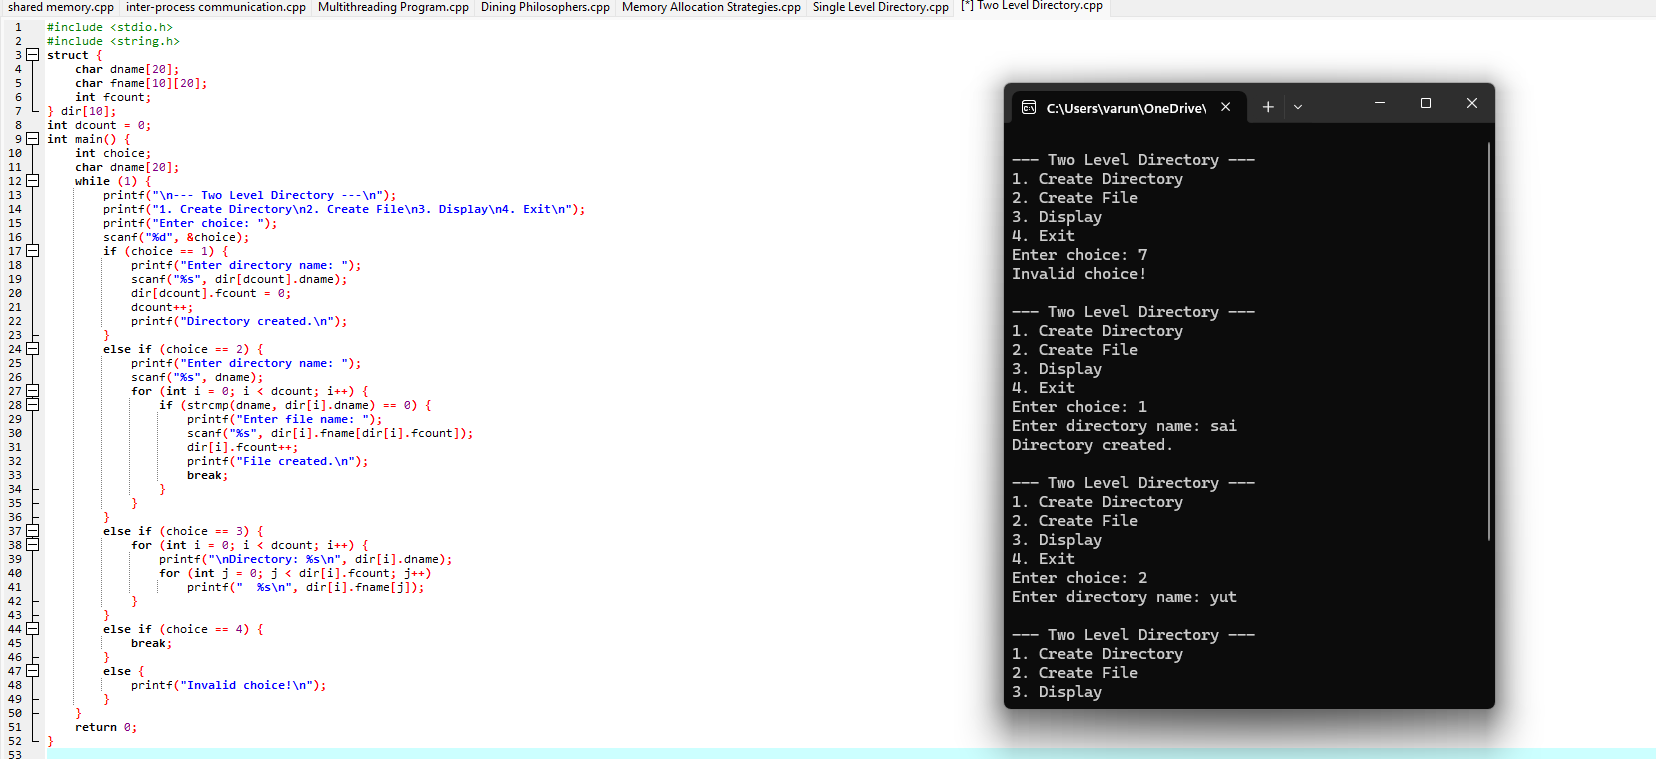 shared memory.cpp inter-process communication.cpp Multithreading Program.cpp Dining Philosophers.cpp Memory Allocation Strategies.cpp Single Level Directory.cpp [*] Two Level Directory.cpp
1 #include <stdio.h>
2 #include <string.h>
3 struct {
4     char dname[20];
5     char fname[10][20];
6     int fcount;
7 } dir[10];
8 int dcount = 0;
9 int main() {
10     int choice;
11     char dname[20];
12     while (1) {
13         printf("\n--- Two Level Directory ---\n");
14         printf("1. Create Directory\n2. Create File\n3. Display\n4. Exit\n");
15         printf("Enter choice: ");
16         scanf("%d", &choice);
17         if (choice == 1) {
18             printf("Enter directory name: ");
19             scanf("%s", dir[dcount].dname);
20             dir[dcount].fcount = 0;
21             dcount++;
22             printf("Directory created.\n");
23         }
24         else if (choice == 2) {
25             printf("Enter directory name: ");
26             scanf("%s", dname);
27             for (int i = 0; i < dcount; i++) {
28                 if (strcmp(dname, dir[i].dname) == 0) {
29                     printf("Enter file name: ");
30                     scanf("%s", dir[i].fname[dir[i].fcount]);
31                     dir[i].fcount++;
32                     printf("File created.\n");
33                     break;
34                 }
35             }
36         }
37         else if (choice == 3) {
38             for (int i = 0; i < dcount; i++) {
39                 printf("\nDirectory: %s\n", dir[i].dname);
40                 for (int j = 0; j < dir[i].fcount; j++)
41                     printf("  %s\n", dir[i].fname[j]);
42             }
43         }
44         else if (choice == 4) {
45             break;
46         }
47         else {
48             printf("Invalid choice!\n");
49         }
50     }
51     return 0;
52 }
53
C:\Users\varun\OneDrive\
--- Two Level Directory ---
1. Create Directory
2. Create File
3. Display
4. Exit
Enter choice: 7
Invalid choice!
--- Two Level Directory ---
1. Create Directory
2. Create File
3. Display
4. Exit
Enter choice: 1
Enter directory name: sai
Directory created.
--- Two Level Directory ---
1. Create Directory
2. Create File
3. Display
4. Exit
Enter choice: 2
Enter directory name: yut
--- Two Level Directory ---
1. Create Directory
2. Create File
3. Display